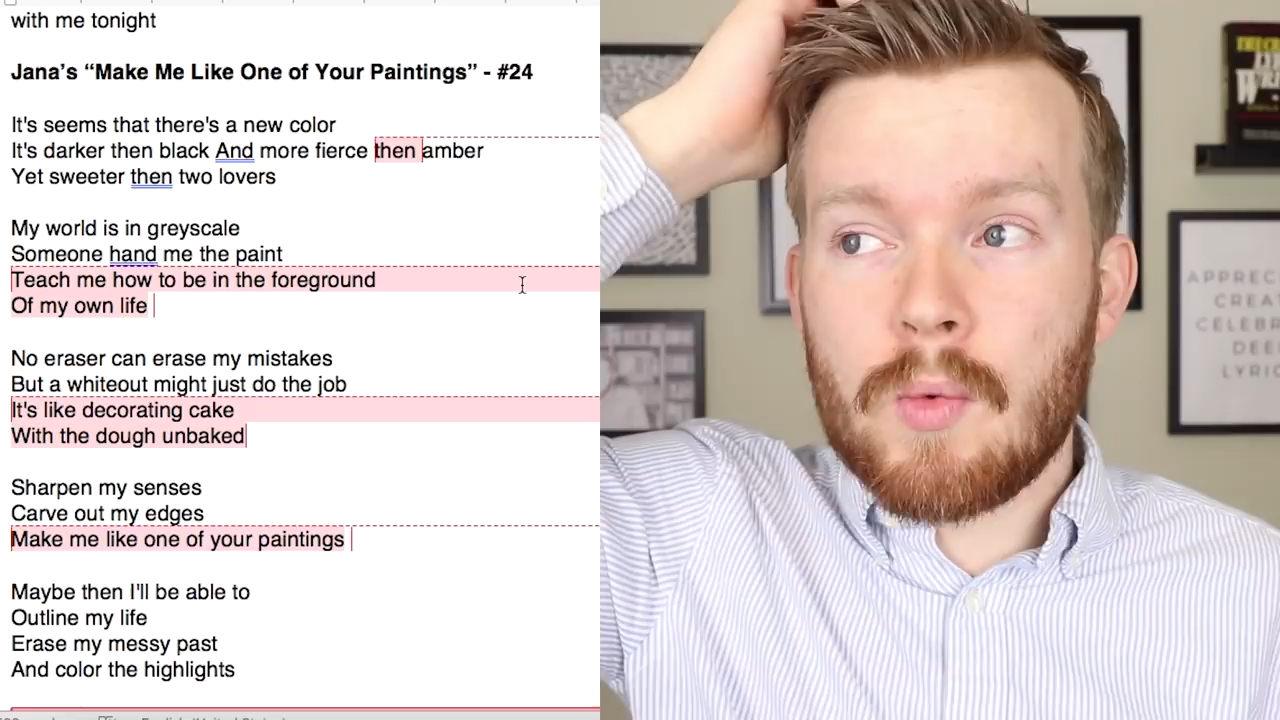 with me tonight
Jana’s “Make Me Like One of Your Paintings” - #24
It's seems that there's a new color
It's darker then black And more fierce then amber
Yet sweeter then two lovers
My world is in greyscale
Someone hand me the paint
Teach me how to be in the foreground
Of my own life
No eraser can erase my mistakes
But a whiteout might just do the job
It's like decorating cake
With the dough unbaked
Sharpen my senses
Carve out my edges
Make me like one of your paintings
Maybe then I'll be able to
Outline my life
Erase my messy past
And color the highlights